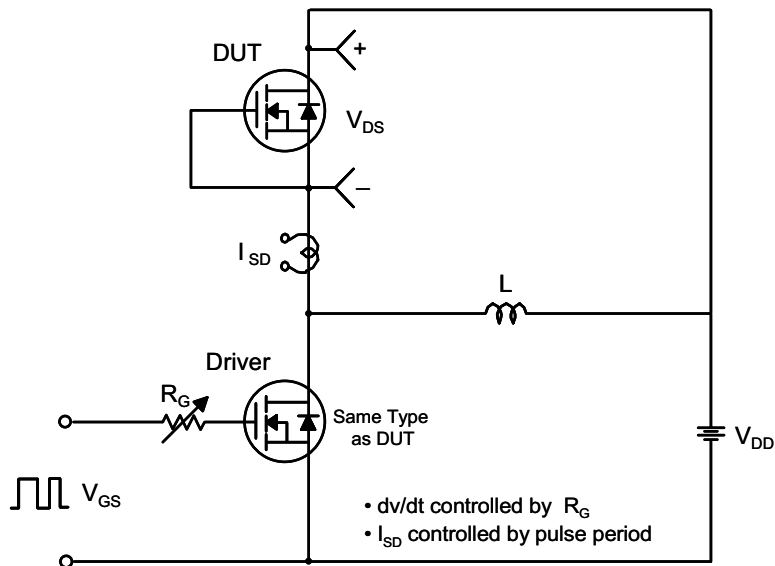 DUT
+
V_DS
–
I_SD
L
Driver
R_G
Same Type
as DUT
V_DD
V_GS
• dv/dt controlled by R_G
• I_SD controlled by pulse period